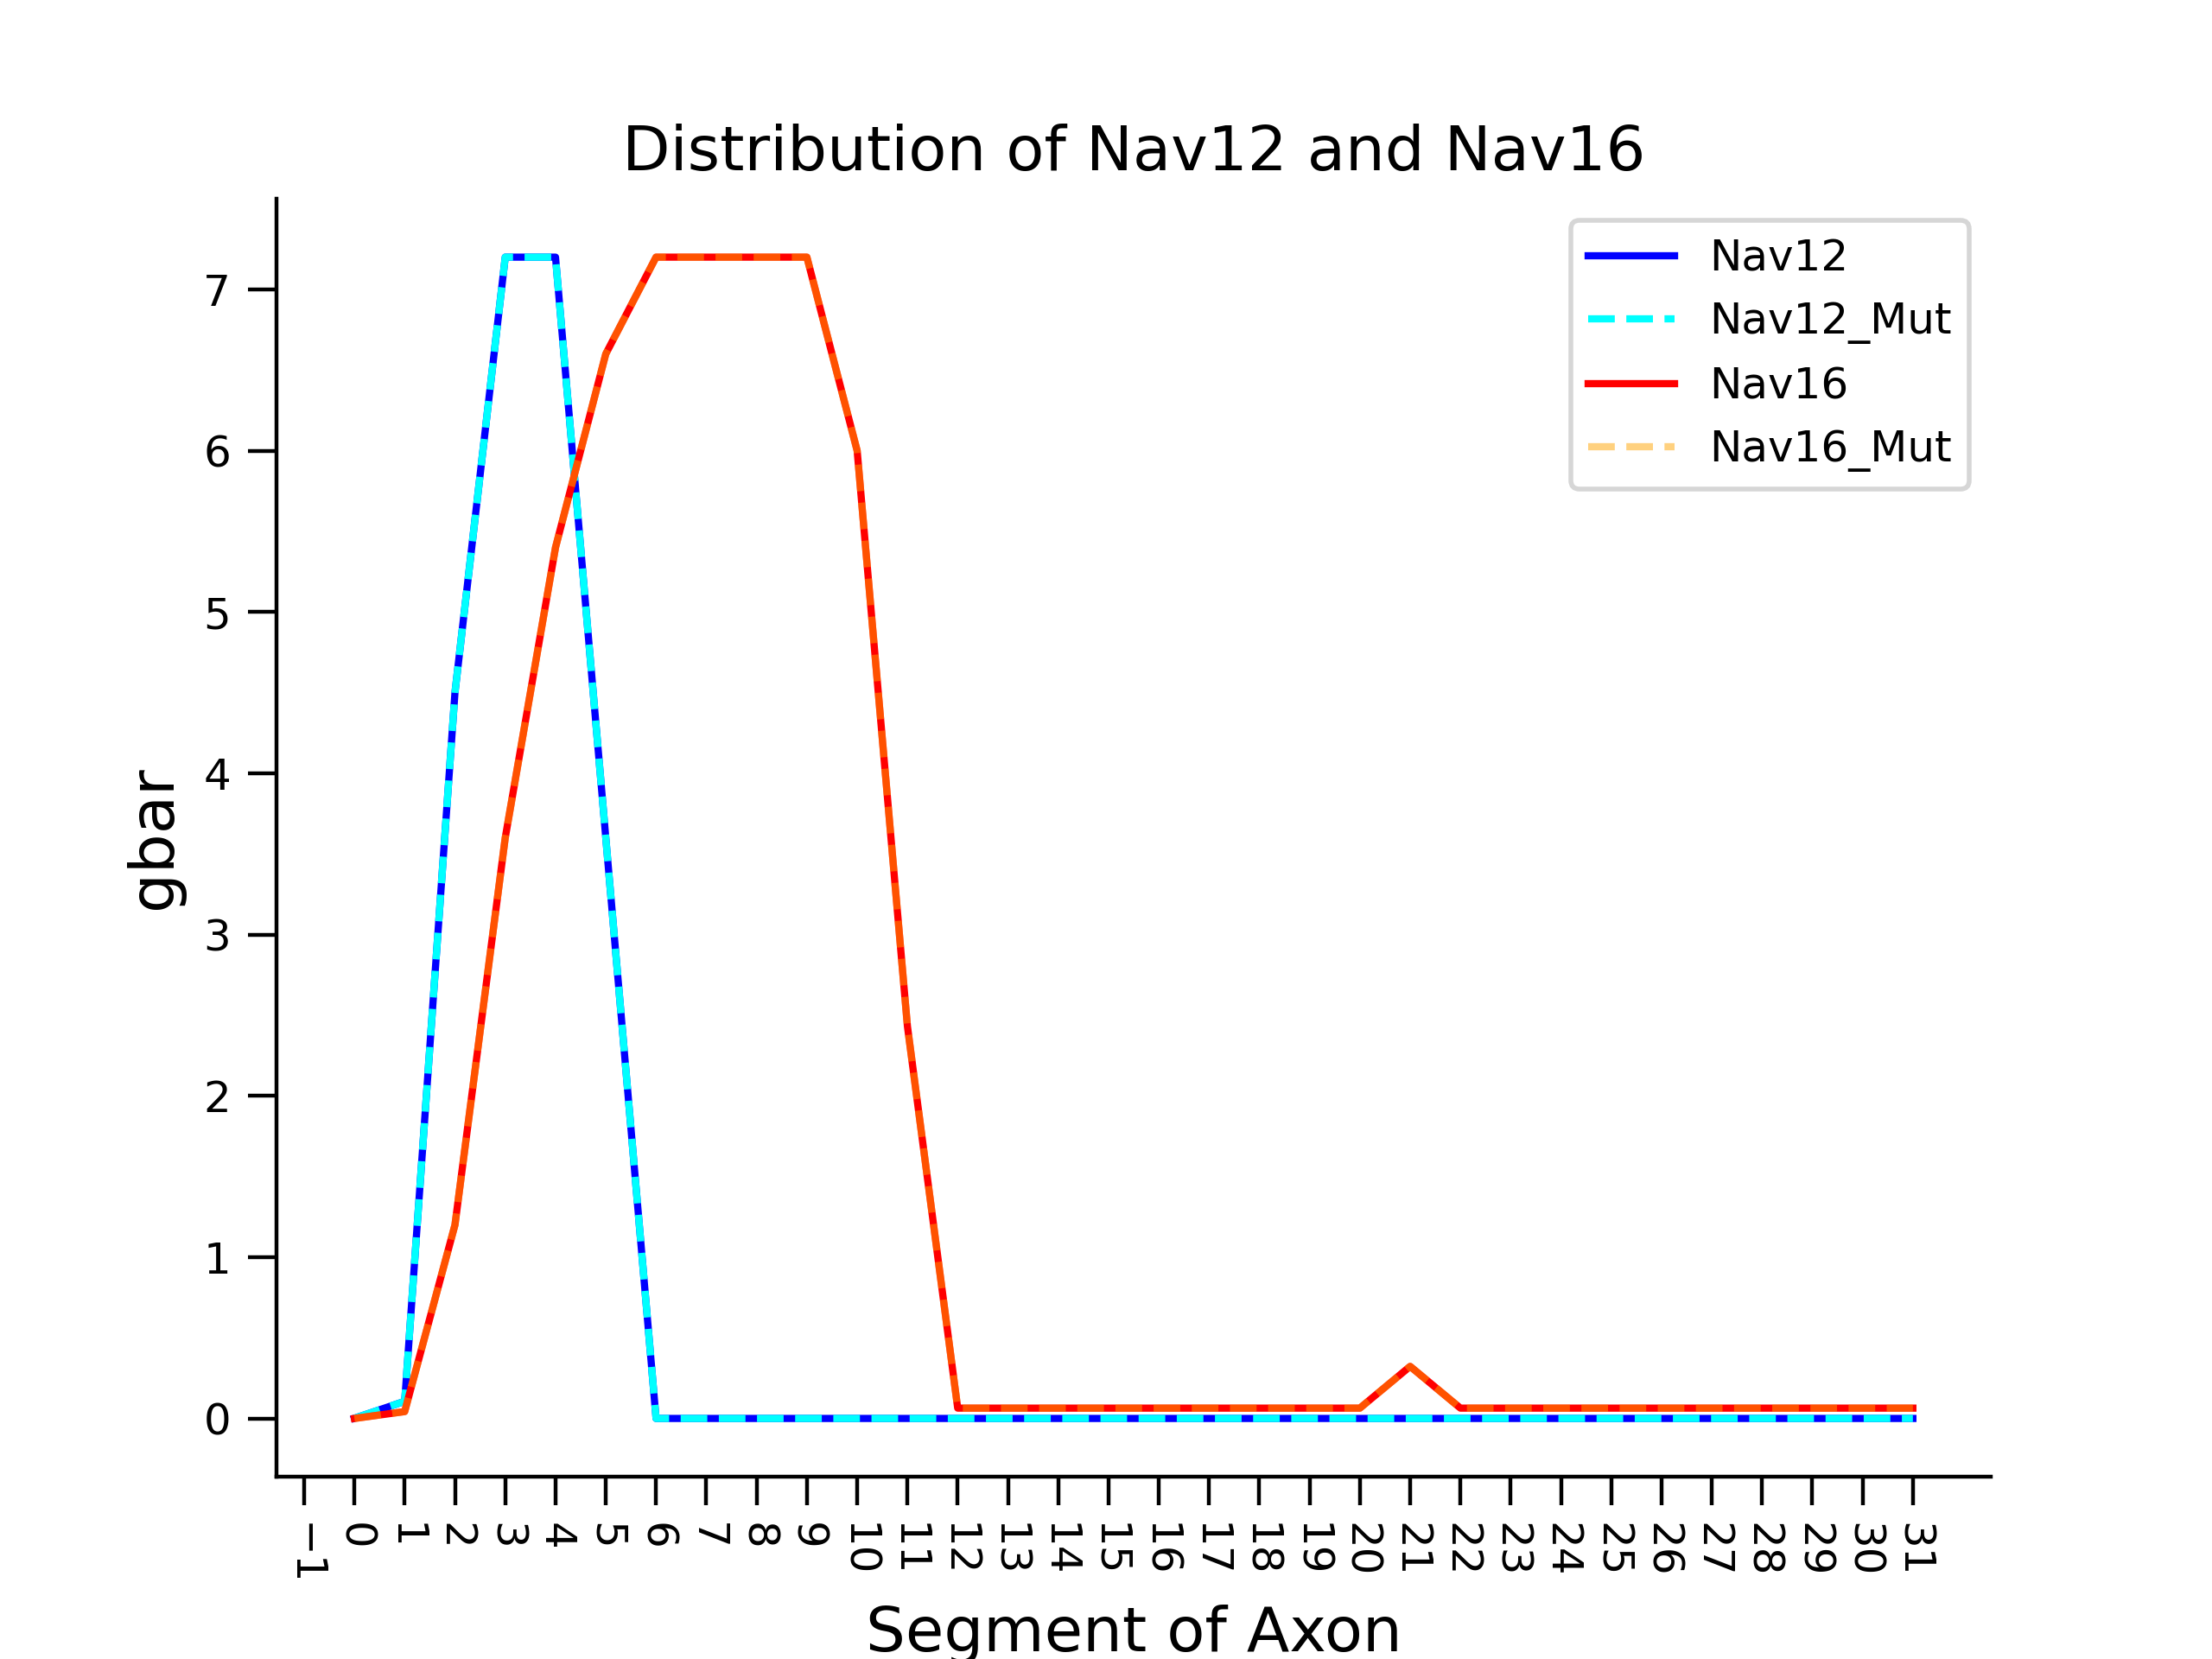 Distribution of Nav12 and Nav16
Nav12
Nav12_Mut
Nav16
Nav16_Mut
gbar
7
6
5
4
3
2
1
0
−1 0 1 2 3 4 5 6 7 8 9 10 11 12 13 14 15 16 17 18 19 20 21 22 23 24 25 26 27 28 29 30 31
Segment of Axon